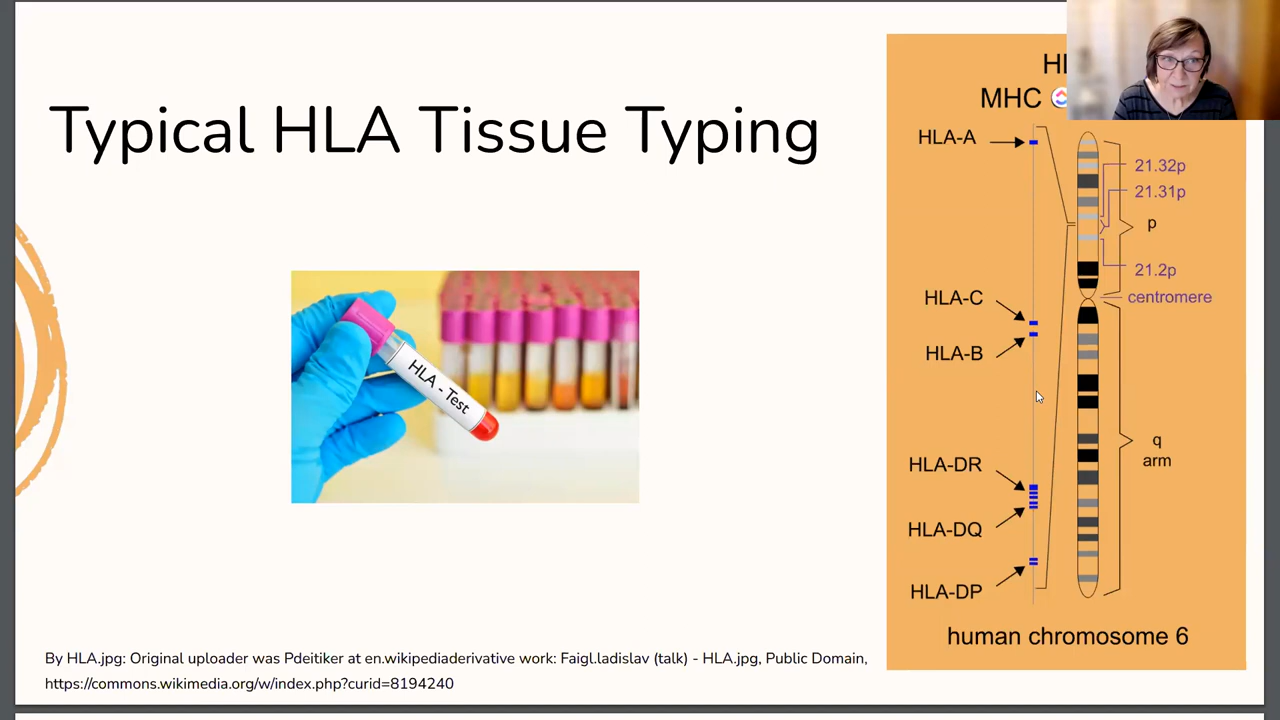 Typical HLA Tissue Typing
HLA - Test
By HLA.jpg: Original uploader was Pdeitiker at en.wikipediaderivative work: Faigl.ladislav (talk) - HLA.jpg, Public Domain,
https://commons.wikimedia.org/w/index.php?curid=8194240
MHC
HLA-A
HLA-C
HLA-B
HLA-DR
HLA-DQ
HLA-DP
21.32p
21.31p
p
21.2p
centromere
q
arm
human chromosome 6